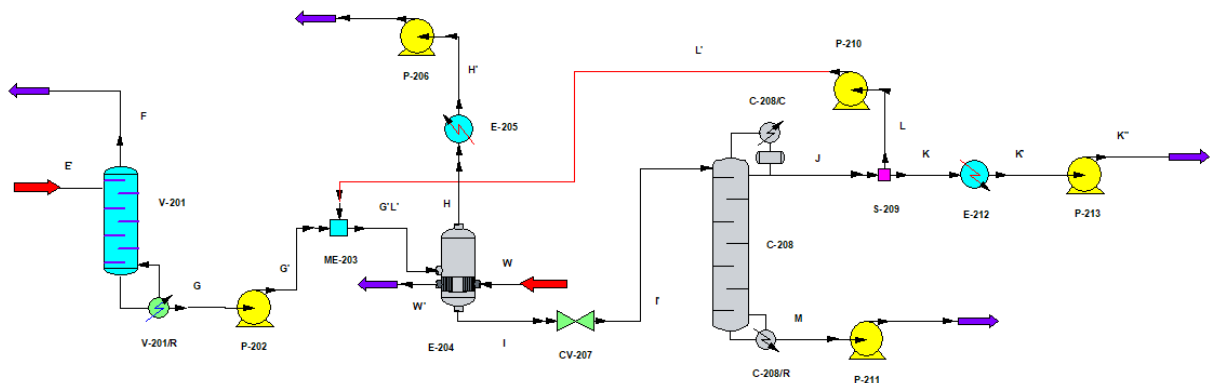 P-206
H'
L'
P-210
C-208/C
F
E-205
L
K''
E'
V-201
G'L'
H
J
K
K'
S-209
E-212
P-213
G
G'
ME-203
W
C-208
W'
I'
M
V-201/R
P-202
E-204
I
CV-207
C-208/R
P-211